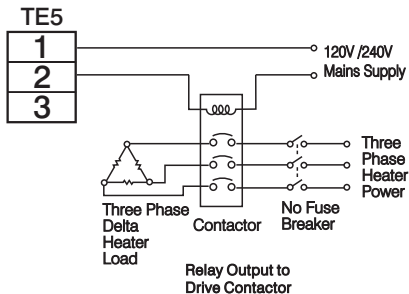 TE5
1
2
3
120V /240V
Mains Supply
Three
Phase
Heater
Power
Three Phase
Delta
Heater
Load
Contactor
No Fuse
Breaker
Relay Output to
Drive Contactor